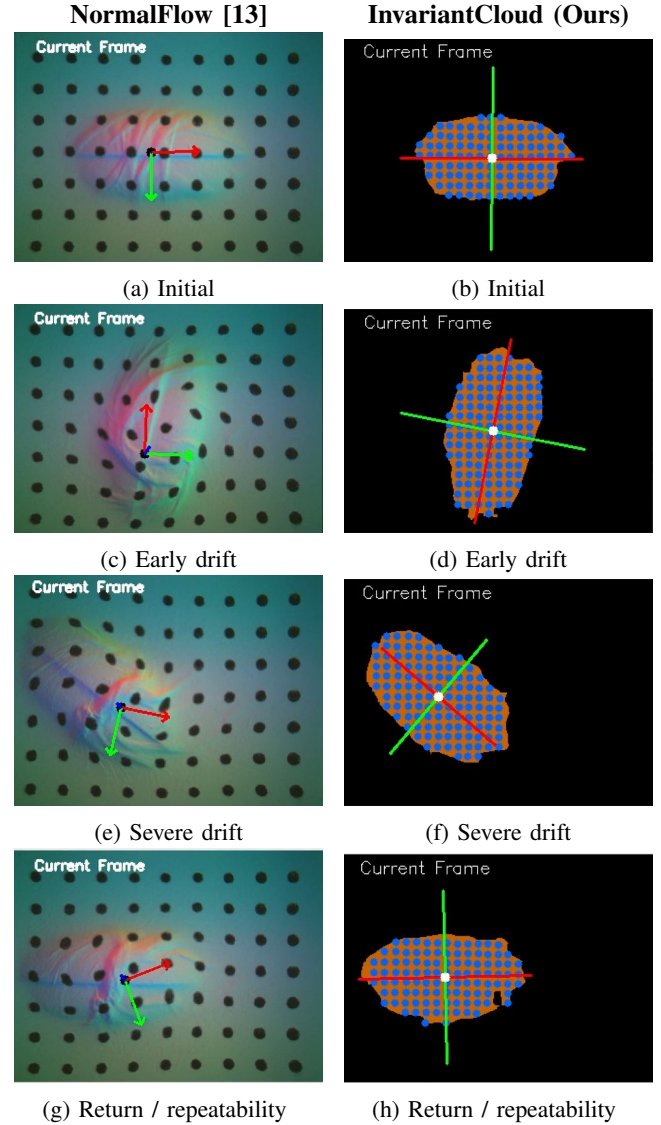 NormalFlow [13] InvariantCloud (Ours)
Current Frame Current Frame
(a) Initial (b) Initial
Current Frame Current Frame
(c) Early drift (d) Early drift
Current Frame Current Frame
(e) Severe drift (f) Severe drift
Current Frame Current Frame
(g) Return / repeatability (h) Return / repeatability